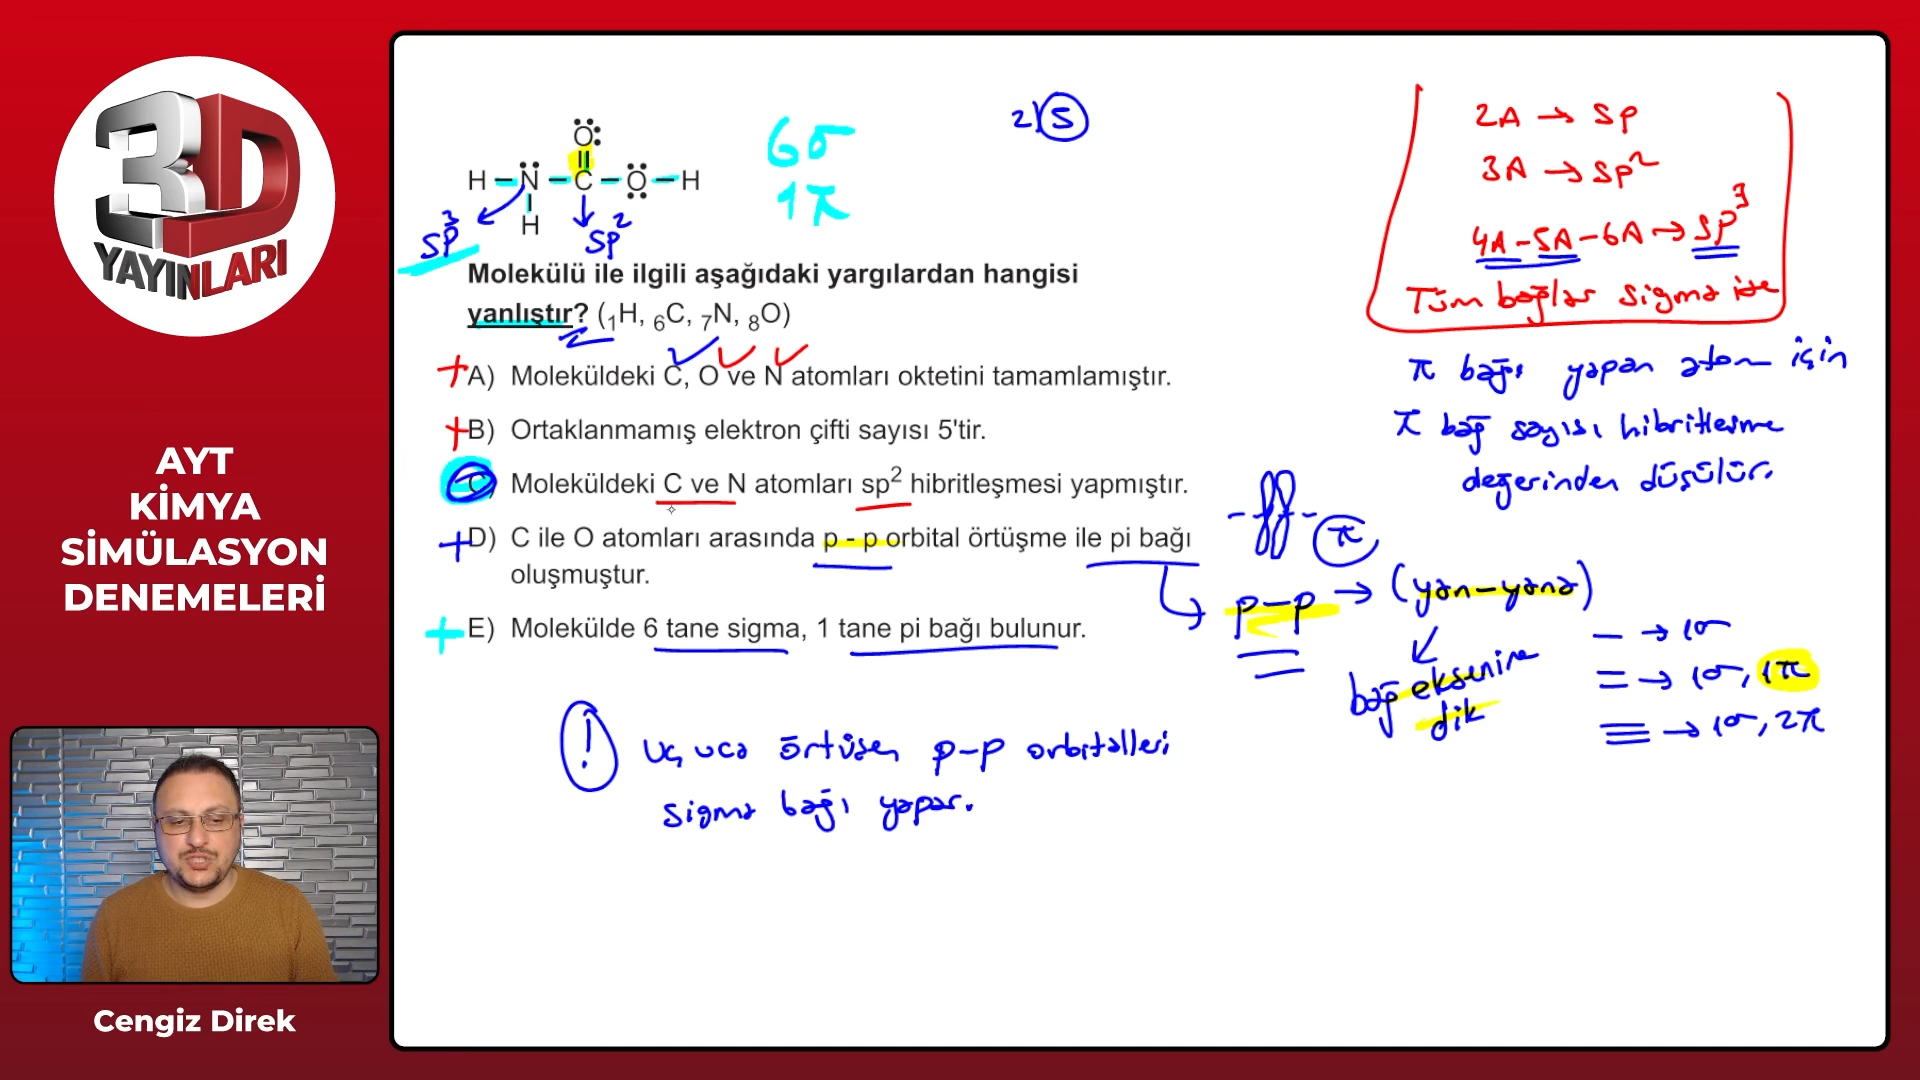 3D
YAYINLARI
AYT
KİMYA
SİMÜLASYON
DENEMELERİ
Cengiz Direk
O
H – N – C – O – H
H
sp³
sp²
6σ
1π
2) 5
Molekülü ile ilgili aşağıdaki yargılardan hangisi
yanlıştır? (₁H, ₆C, ₇N, ₈O)
A) Moleküldeki C, O ve N atomları oktetini tamamlamıştır.
B) Ortaklanmamış elektron çifti sayısı 5'tir.
C) Moleküldeki C ve N atomları sp² hibritleşmesi yapmıştır.
D) C ile O atomları arasında p - p orbital örtüşme ile pi bağı
oluşmuştur.
E) Molekülde 6 tane sigma, 1 tane pi bağı bulunur.
! uç uca örtüşen p-p orbitalleri
sigma bağı yapar.
2A → sp
3A → sp²
4A-5A-6A → sp³
Tüm bağlar sigma ise
π bağı yapan atom için
π bağ sayısı hibritleşme
değerinden düşülür.
π
p-p → (yan-yana)
bağ eksenine
dik
– → 1σ
= → 1σ, 1π
≡ → 1σ, 2π